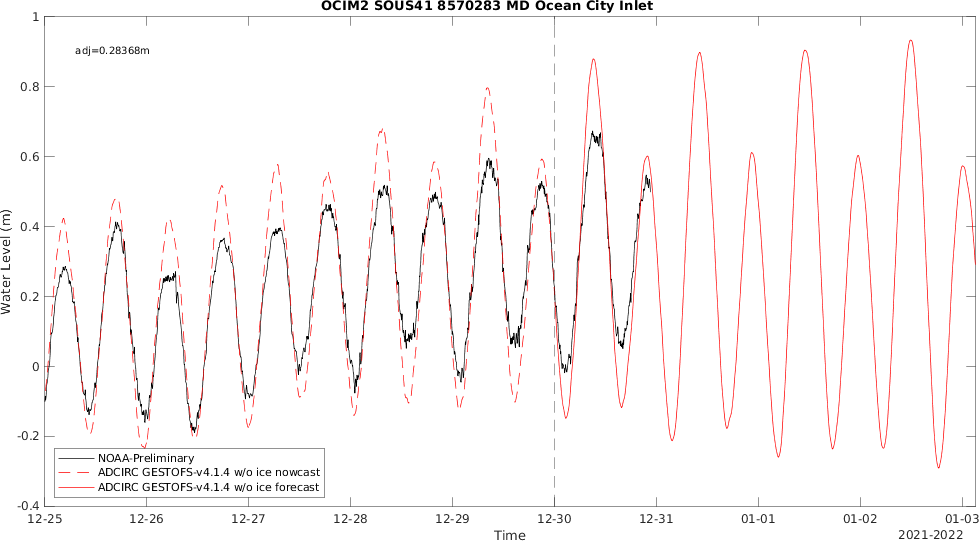 OCIM2 SOUS41 8570283 MD Ocean City Inlet
adj=0.28368m
1
0.8
0.6
0.4
0.2
0
-0.2
-0.4
Water Level (m)
NOAA-Preliminary
ADCIRC GESTOFS-v4.1.4 w/o ice nowcast
ADCIRC GESTOFS-v4.1.4 w/o ice forecast
12-25 12-26 12-27 12-28 12-29 12-30 12-31 01-01 01-02 01-03
Time
2021-2022